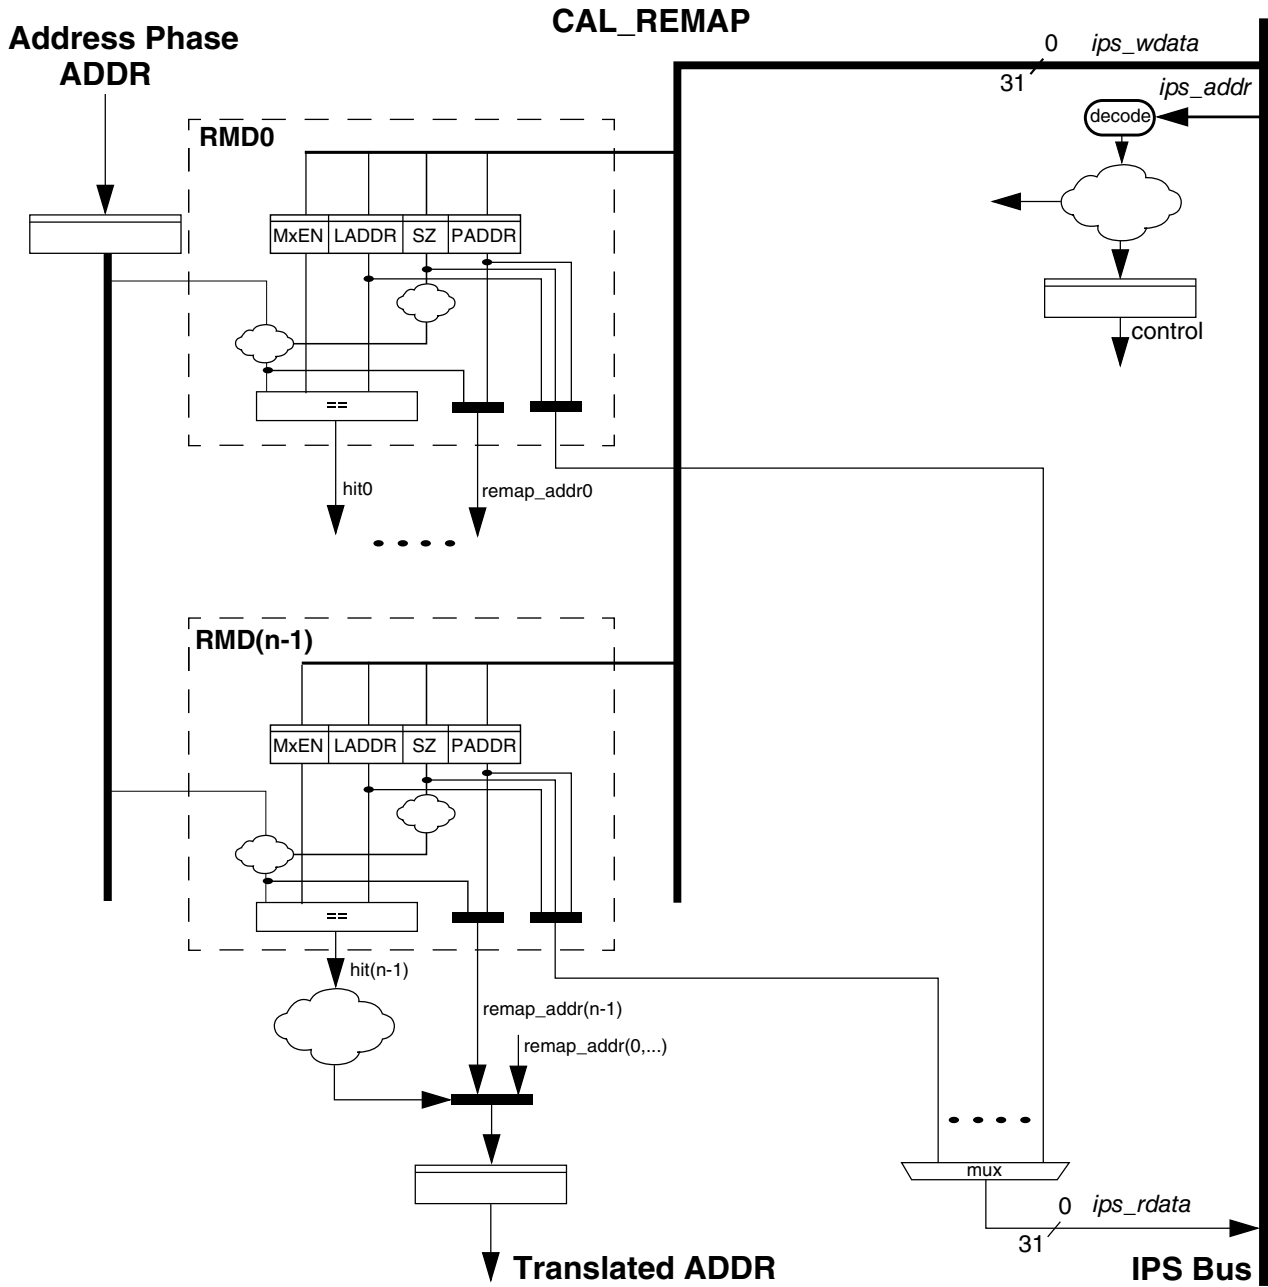 CAL_REMAP
Address Phase
ADDR
0 ips_wdata
31
ips_addr
decode
RMD0
MxEN LADDR SZ PADDR
control
==
hit0
remap_addr0
RMD(n-1)
MxEN LADDR SZ PADDR
==
hit(n-1)
remap_addr(n-1)
remap_addr(0,...)
mux
0 ips_rdata
31
Translated ADDR
IPS Bus